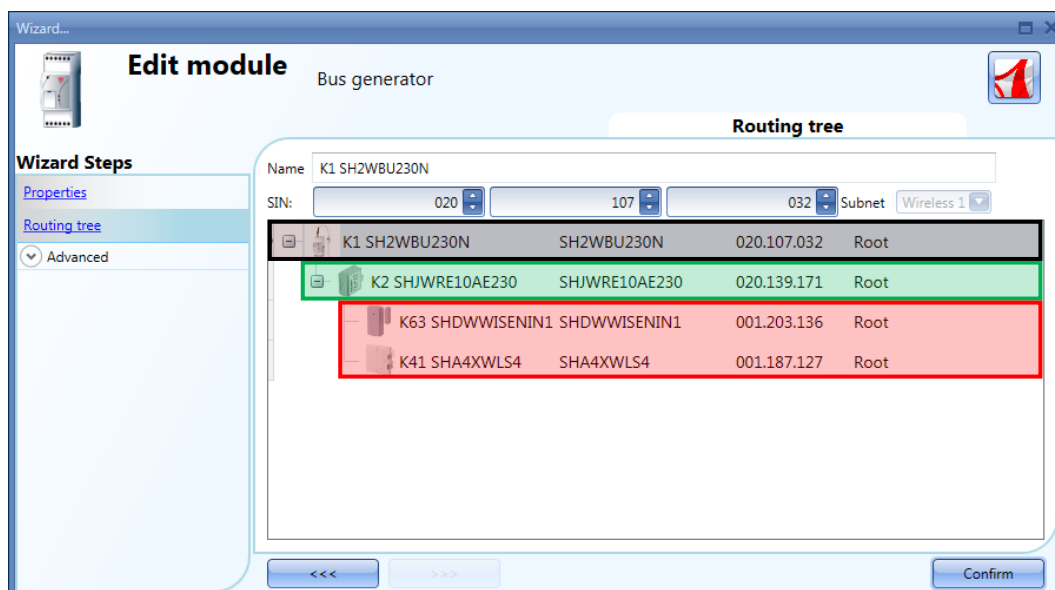 Wizard...
Edit module
Bus generator
Routing tree
Wizard Steps
Properties
Routing tree
Advanced
Name K1 SH2WBU230N
SIN: 020 107 032 Subnet Wireless 1
K1 SH2WBU230N SH2WBU230N 020.107.032 Root
K2 SHJWRE10AE230 SHJWRE10AE230 020.139.171 Root
K63 SHDWWISENIN1 SHDWWISENIN1 001.203.136 Root
K41 SHA4XWLS4 SHA4XWLS4 001.187.127 Root
<<< >>> Confirm